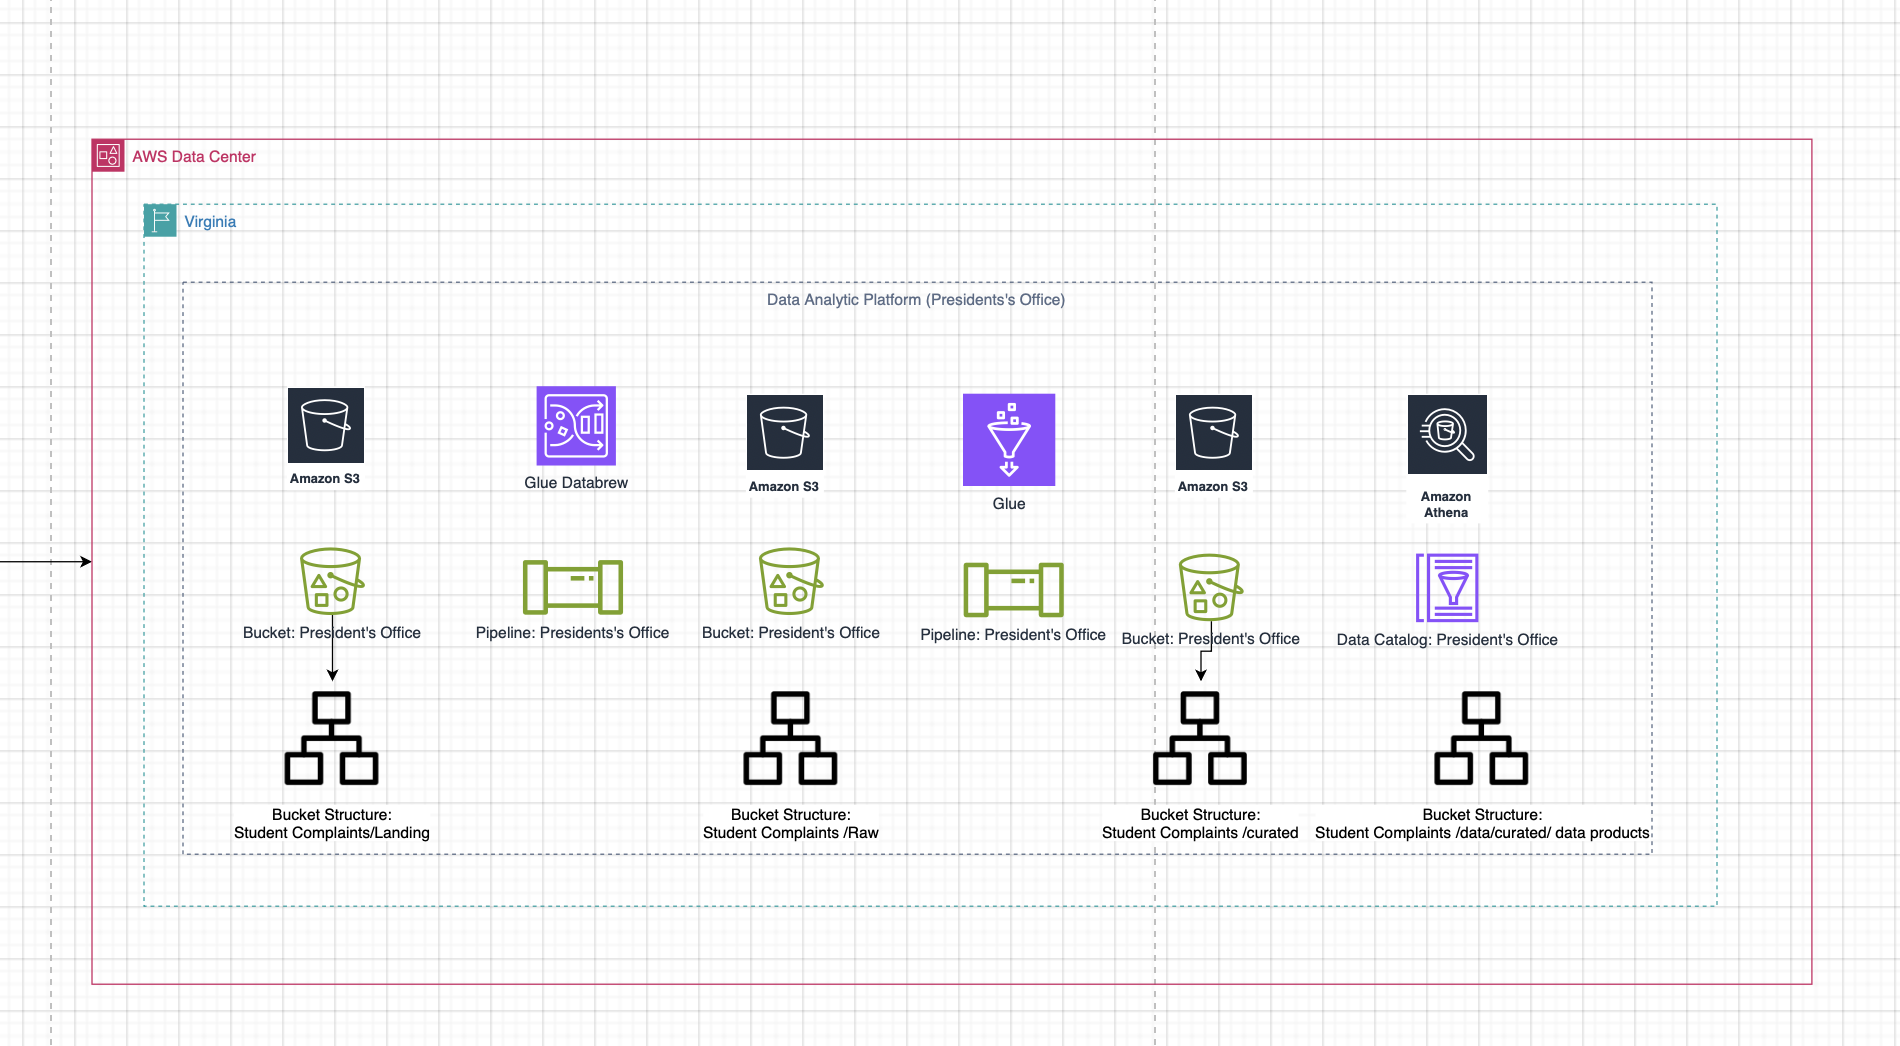 AWS Data Center
Virginia
Data Analytic Platform (Presidents's Office)
Amazon S3
Glue Databrew
Amazon S3
Glue
Amazon S3
Amazon
Athena
Bucket: President's Office
Pipeline: Presidents's Office
Bucket: President's Office
Pipeline: President's Office
Bucket: President's Office
Data Catalog: President's Office
Bucket Structure:
Student Complaints/Landing
Bucket Structure:
Student Complaints /Raw
Bucket Structure:
Student Complaints /curated
Bucket Structure:
Student Complaints /data/curated/ data products